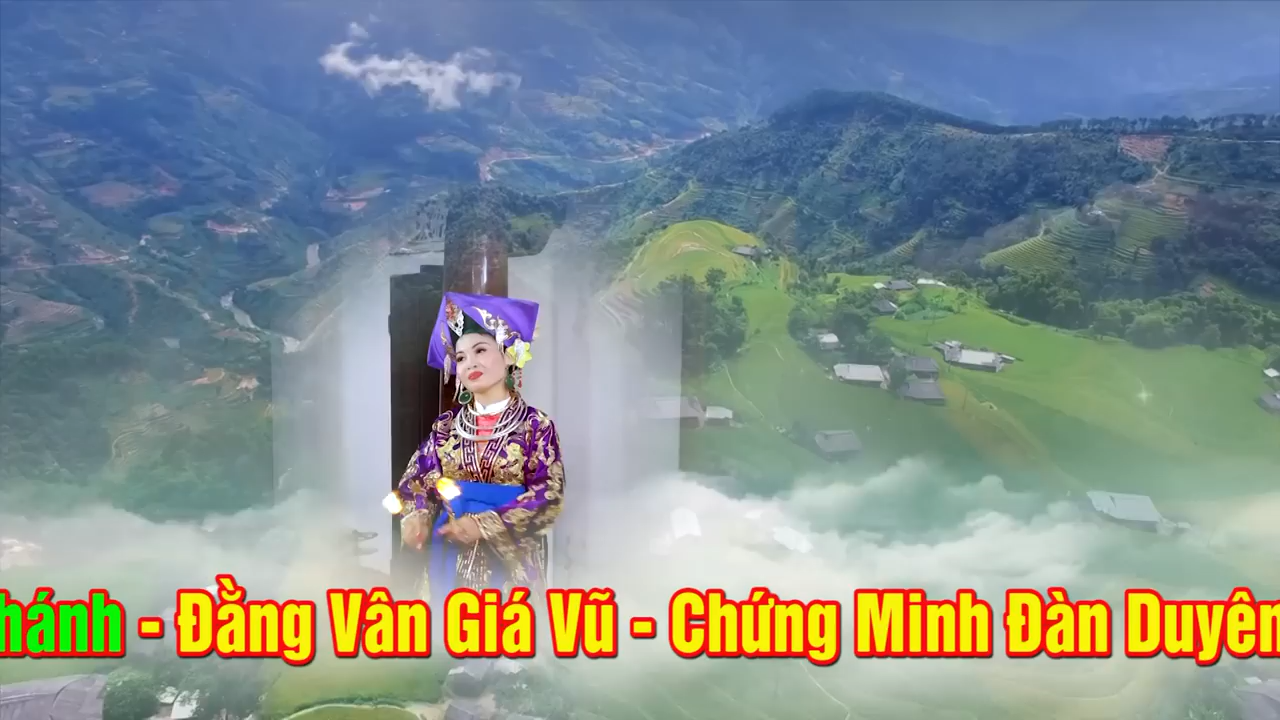 hánh - Đằng Vân Giá Vũ - Chứng Minh Đàn Duyên